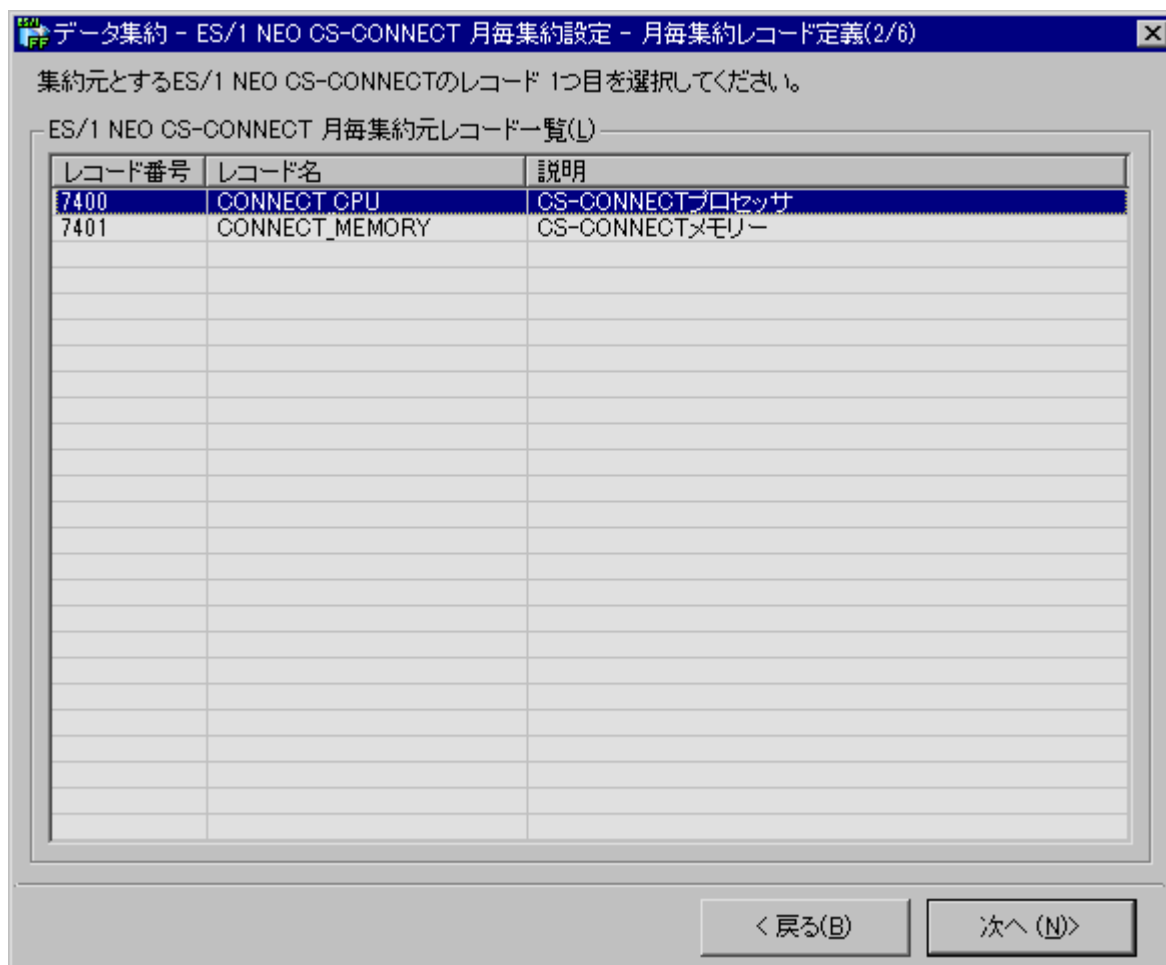 データ集約 - ES/1 NEO CS-CONNECT 月毎集約設定 - 月毎集約レコード定義(2/6)
集約元とするES/1 NEO CS-CONNECTのレコード 1つ目を選択してください。
ES/1 NEO CS-CONNECT 月毎集約元レコード一覧(L)
レコード番号 レコード名 説明
7400 CONNECT_CPU CS-CONNECTプロセッサ
7401 CONNECT_MEMORY CS-CONNECTメモリー
< 戻る(B) 次へ (N)>